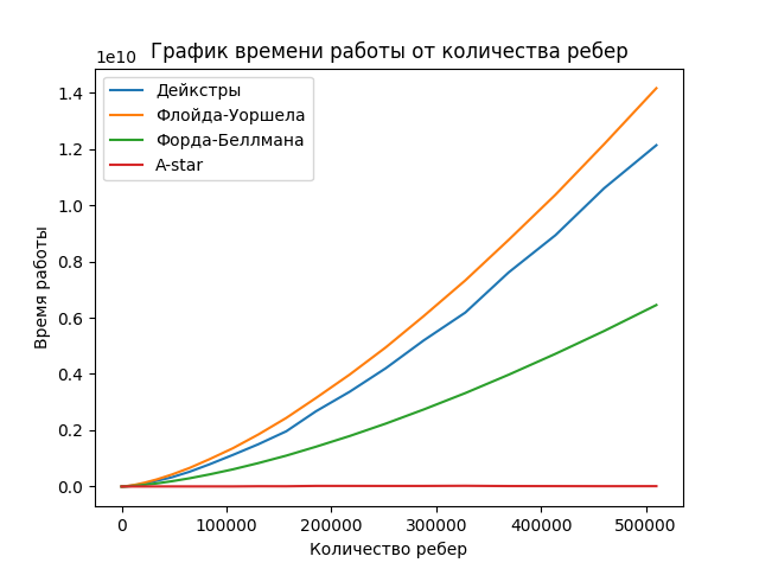 График времени работы от количества ребер
1e10
Дейкстры
Флойда-Уоршела
Форда-Беллмана
A-star
1.4
1.2
1.0
0.8
0.6
0.4
0.2
0.0
Время работы
0 100000 200000 300000 400000 500000
Количество ребер